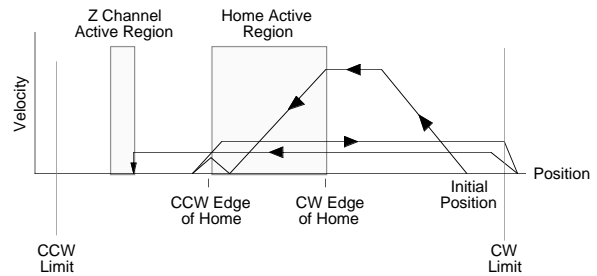 Z Channel
Active Region
Home Active
Region
Velocity
Position
CCW Edge
of Home
CW Edge
of Home
Initial
Position
CCW
Limit
CW
Limit